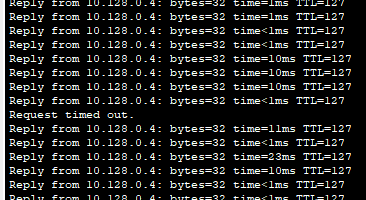 Reply from 10.128.0.4: bytes=32 time=1ms TTL=127
Reply from 10.128.0.4: bytes=32 time=1ms TTL=127
Reply from 10.128.0.4: bytes=32 time<1ms TTL=127
Reply from 10.128.0.4: bytes=32 time<1ms TTL=127
Reply from 10.128.0.4: bytes=32 time=10ms TTL=127
Reply from 10.128.0.4: bytes=32 time=10ms TTL=127
Reply from 10.128.0.4: bytes=32 time=10ms TTL=127
Reply from 10.128.0.4: bytes=32 time<1ms TTL=127
Request timed out.
Reply from 10.128.0.4: bytes=32 time=11ms TTL=127
Reply from 10.128.0.4: bytes=32 time<1ms TTL=127
Reply from 10.128.0.4: bytes=32 time=23ms TTL=127
Reply from 10.128.0.4: bytes=32 time=10ms TTL=127
Reply from 10.128.0.4: bytes=32 time<1ms TTL=127
Reply from 10.128.0.4: bytes=32 time<1ms TTL=127